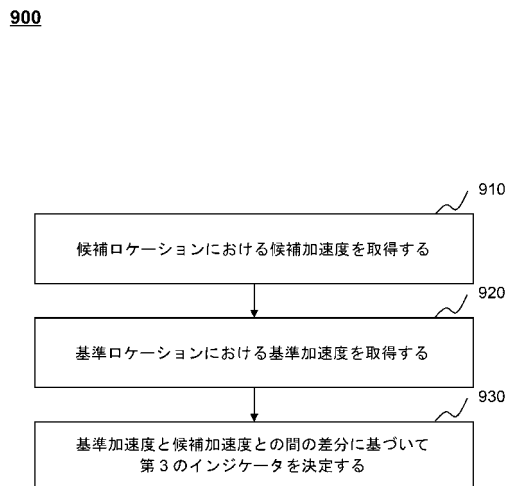 900
910
候補ロケーションにおける候補加速度を取得する
920
基準ロケーションにおける基準加速度を取得する
930
基準加速度と候補加速度との間の差分に基づいて
第３のインジケータを決定する